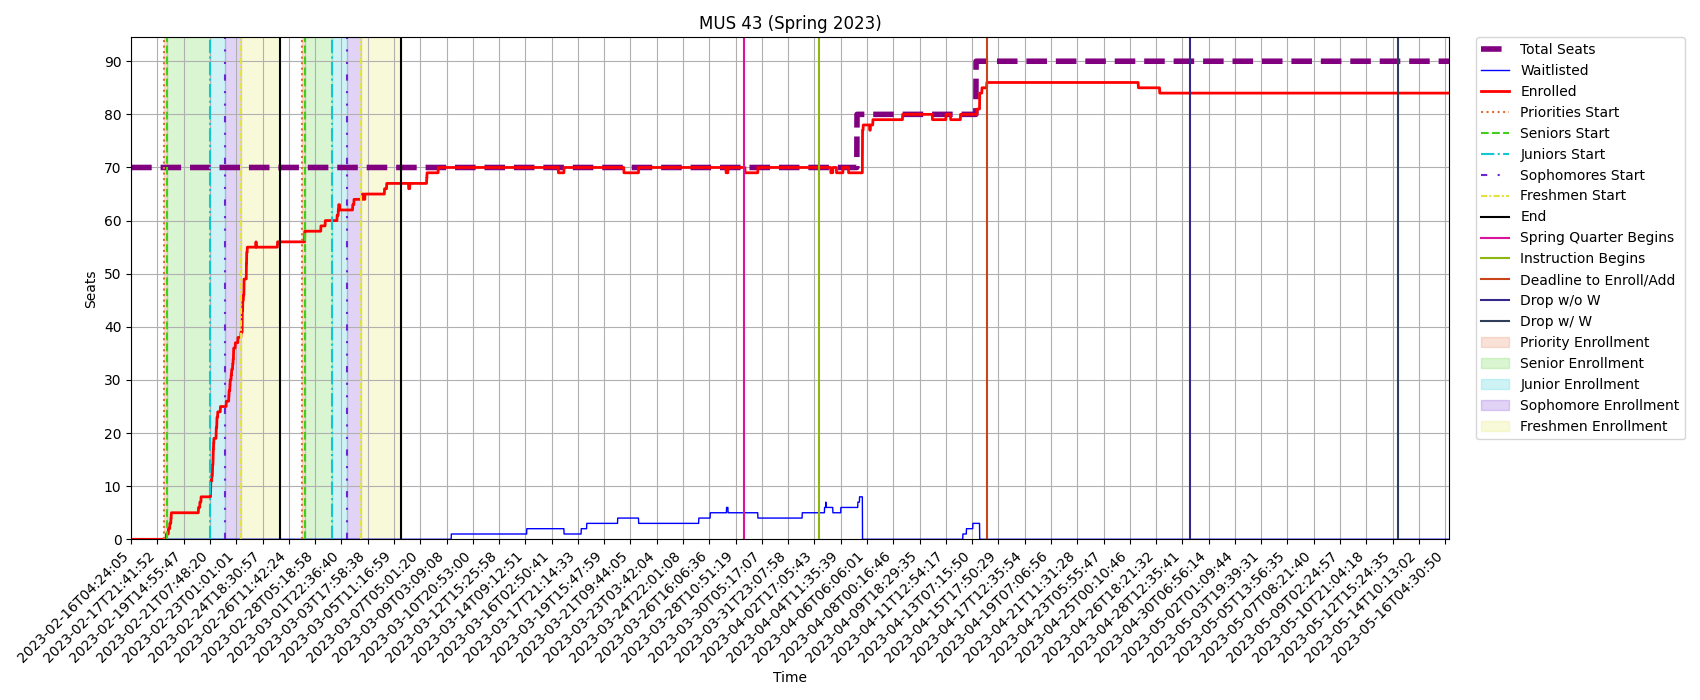 MUS 43 (Spring 2023)
Seats
90
80
70
60
50
40
30
20
10
0
2023-02-16T04:24:05
2023-02-17T21:41:52
2023-02-19T14:55:47
2023-02-21T07:48:20
2023-02-23T01:01:01
2023-02-24T18:30:57
2023-02-26T11:42:24
2023-02-28T05:18:58
2023-03-01T22:36:40
2023-03-03T17:58:38
2023-03-05T11:16:59
2023-03-07T05:01:20
2023-03-09T03:09:08
2023-03-10T20:53:00
2023-03-12T15:25:58
2023-03-14T09:12:51
2023-03-16T02:50:41
2023-03-17T21:14:33
2023-03-19T15:47:59
2023-03-21T09:44:05
2023-03-23T03:42:04
2023-03-24T22:01:08
2023-03-26T16:06:36
2023-03-28T10:51:19
2023-03-30T05:17:07
2023-03-31T23:07:58
2023-04-02T17:05:43
2023-04-04T11:35:39
2023-04-06T06:06:01
2023-04-08T00:16:46
2023-04-09T18:29:35
2023-04-11T12:54:17
2023-04-13T07:15:50
2023-04-15T17:50:29
2023-04-17T12:35:54
2023-04-19T07:06:56
2023-04-21T11:31:28
2023-04-23T05:55:47
2023-04-25T00:10:46
2023-04-26T18:21:32
2023-04-28T12:35:41
2023-04-30T06:56:14
2023-05-02T01:09:44
2023-05-03T19:39:31
2023-05-05T13:56:35
2023-05-07T08:21:40
2023-05-09T02:24:57
2023-05-10T21:04:18
2023-05-12T15:24:35
2023-05-14T10:13:02
2023-05-16T04:30:50
Time
Total Seats
Waitlisted
Enrolled
Priorities Start
Seniors Start
Juniors Start
Sophomores Start
Freshmen Start
End
Spring Quarter Begins
Instruction Begins
Deadline to Enroll/Add
Drop w/o W
Drop w/ W
Priority Enrollment
Senior Enrollment
Junior Enrollment
Sophomore Enrollment
Freshmen Enrollment